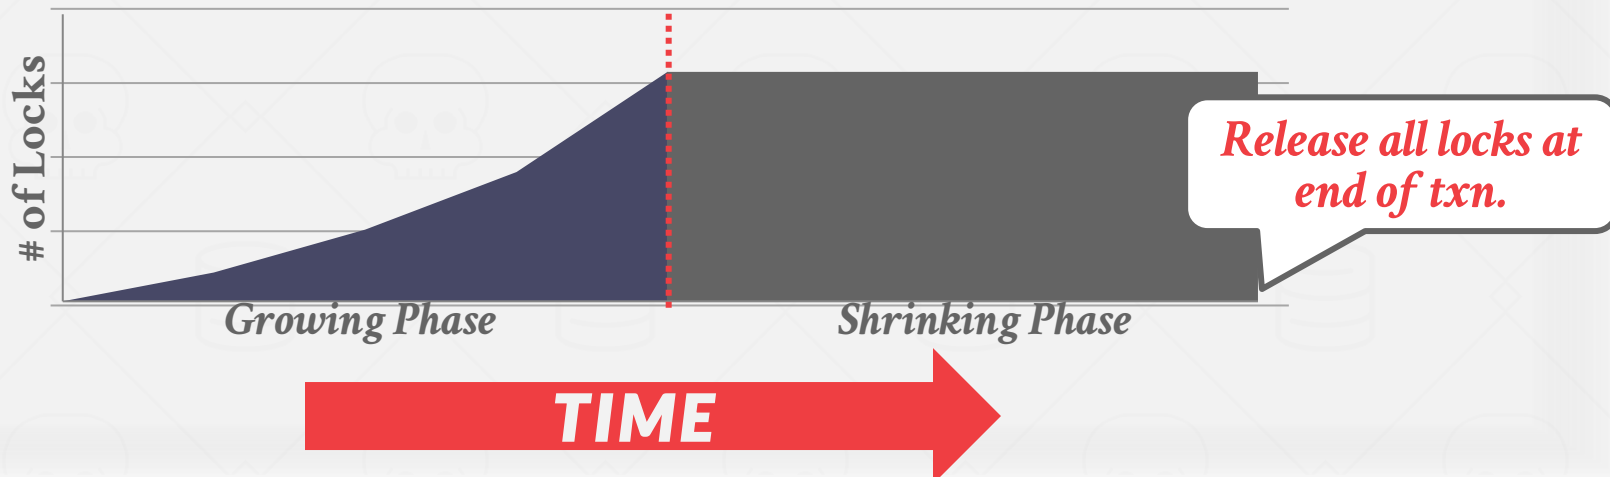 # of Locks
Release all locks at
end of txn.
Growing Phase
Shrinking Phase
TIME